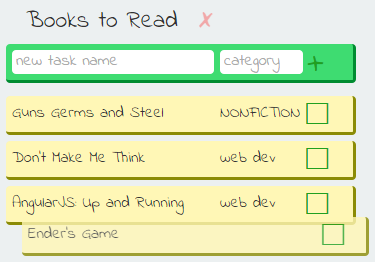 Books to Read ✗
new task name category +
Guns Germs and Steel NONFICTION
Don't Make Me Think web dev
AngularJS: Up and Running web dev
Ender's Game